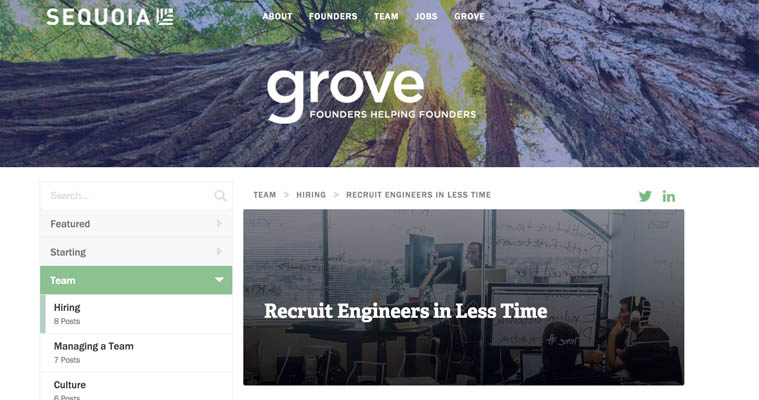 SEQUOIA
ABOUT FOUNDERS TEAM JOBS GROVE
grove
FOUNDERS HELPING FOUNDERS
Search...
Featured
Starting
Team
Hiring
8 Posts
Managing a Team
7 Posts
Culture
6 Posts
TEAM > HIRING > RECRUIT ENGINEERS IN LESS TIME
Recruit Engineers in Less Time